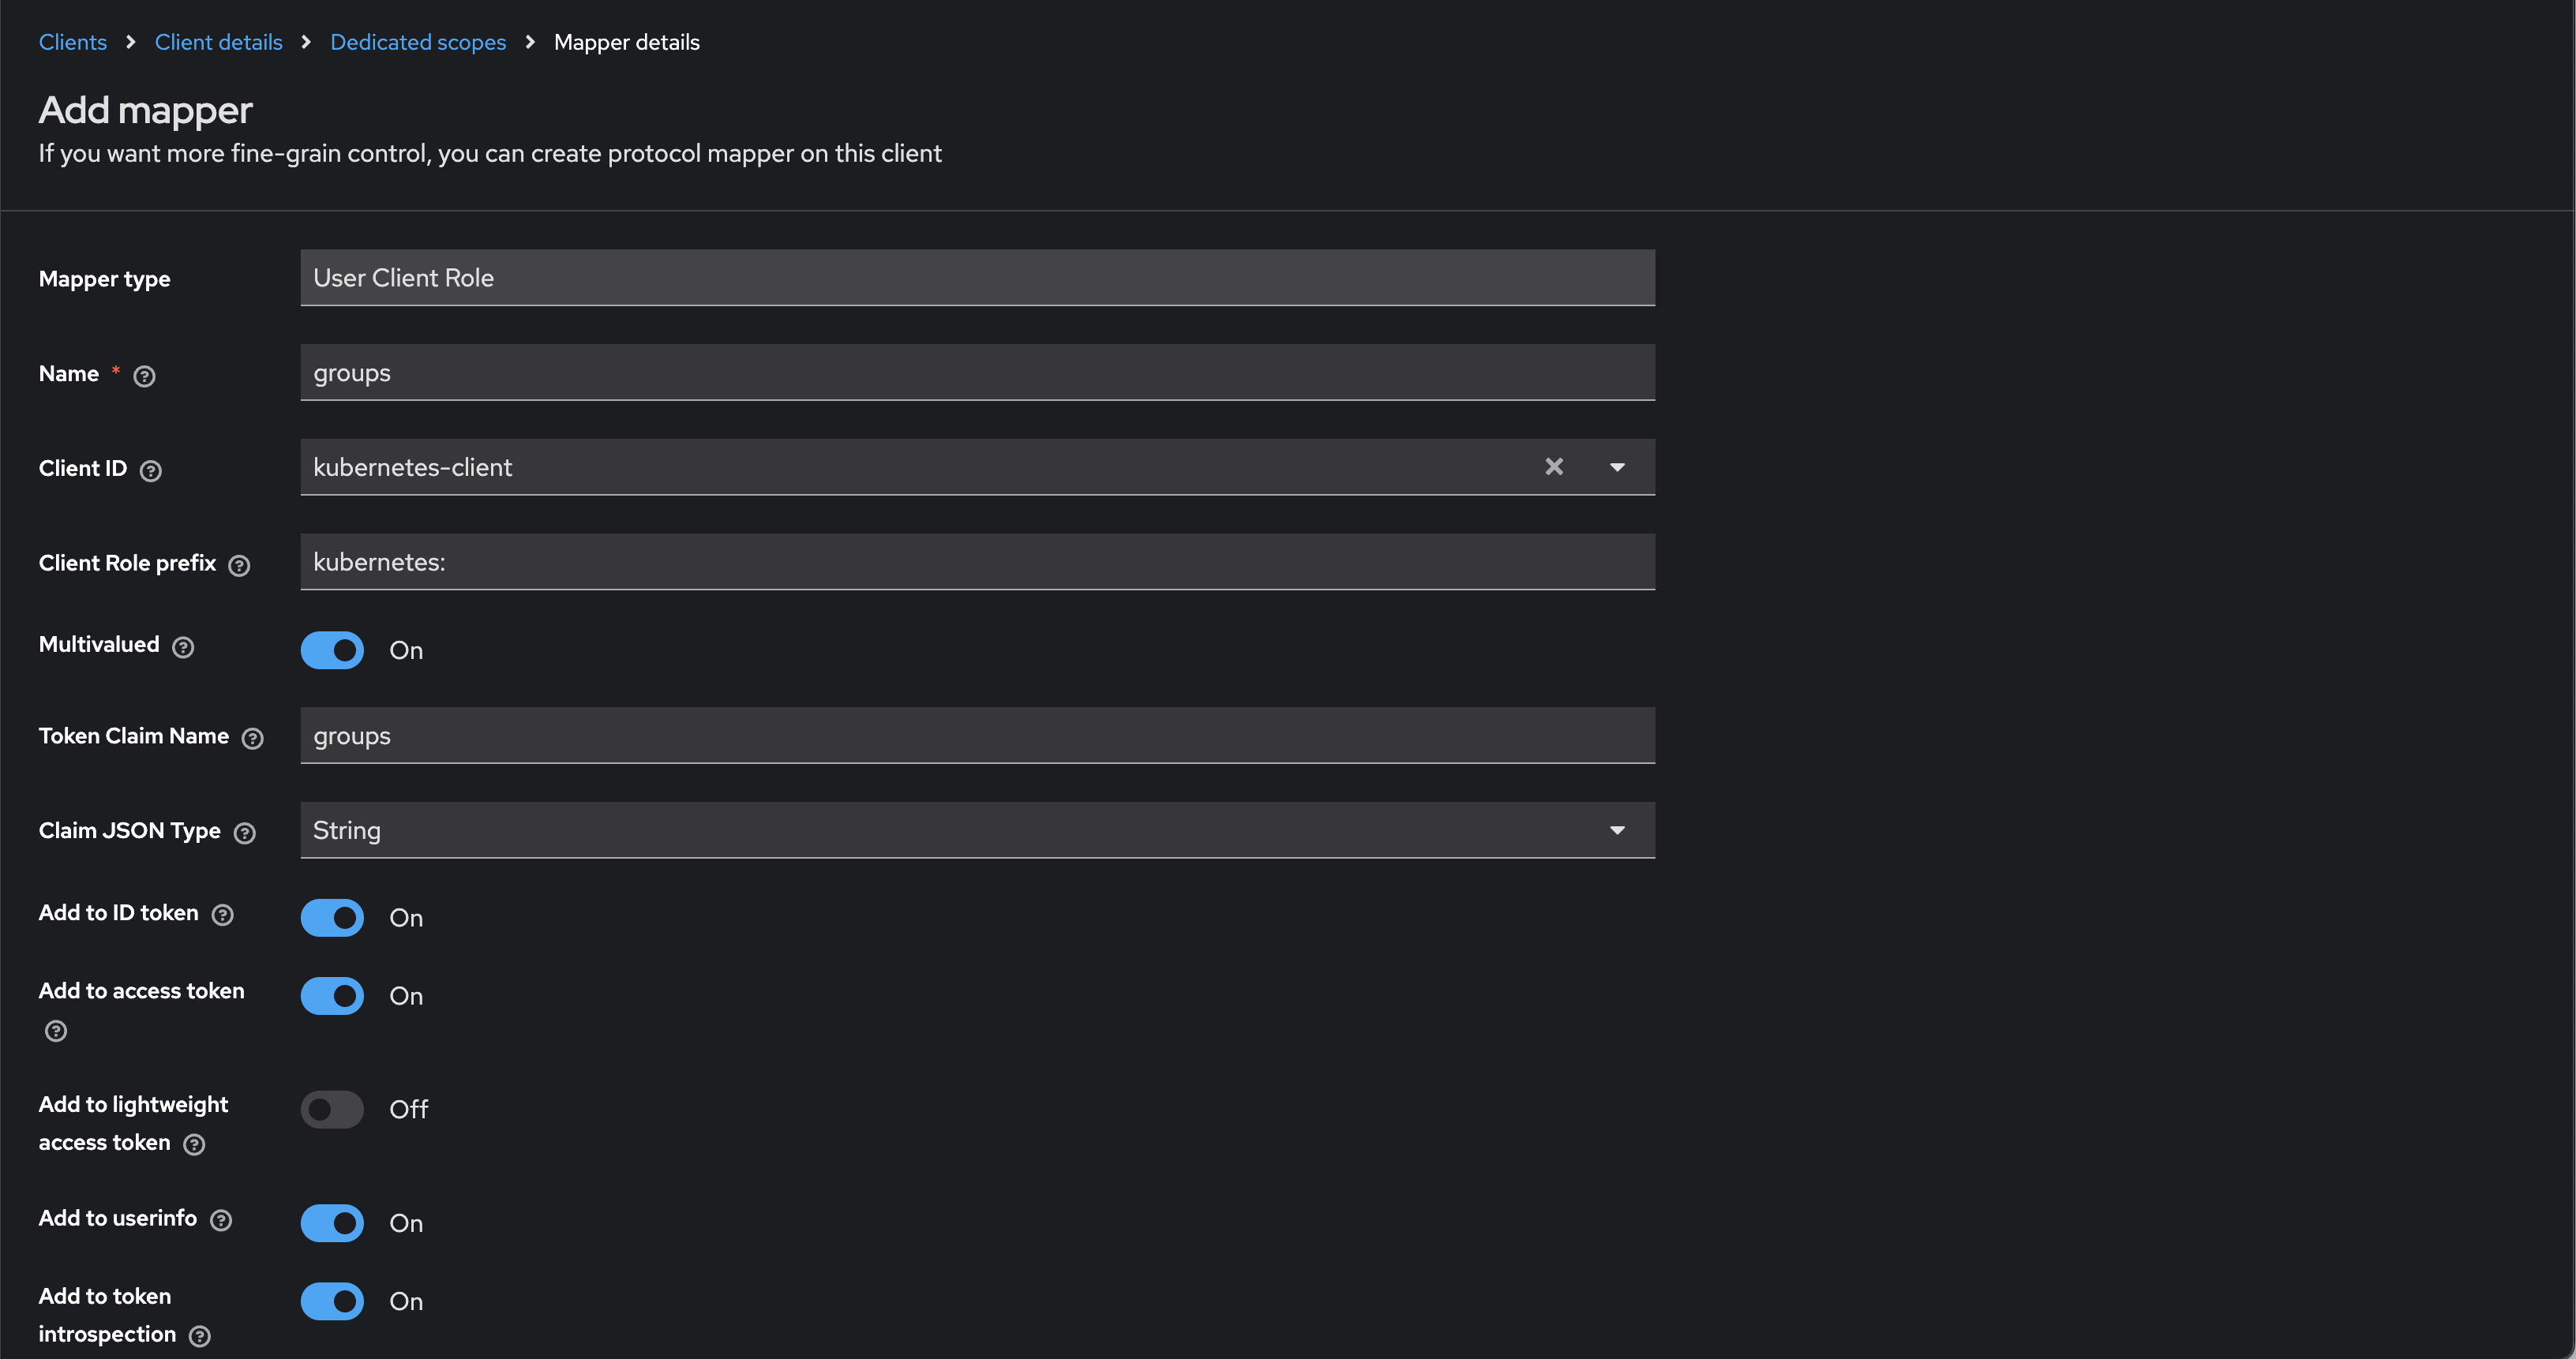 Clients > Client details > Dedicated scopes > Mapper details
Add mapper
If you want more fine-grain control, you can create protocol mapper on this client
Mapper type User Client Role
Name * groups
Client ID kubernetes-client
Client Role prefix kubernetes:
Multivalued On
Token Claim Name groups
Claim JSON Type String
Add to ID token On
Add to access token On
Add to lightweight Off
access token
Add to userinfo On
Add to token On
introspection